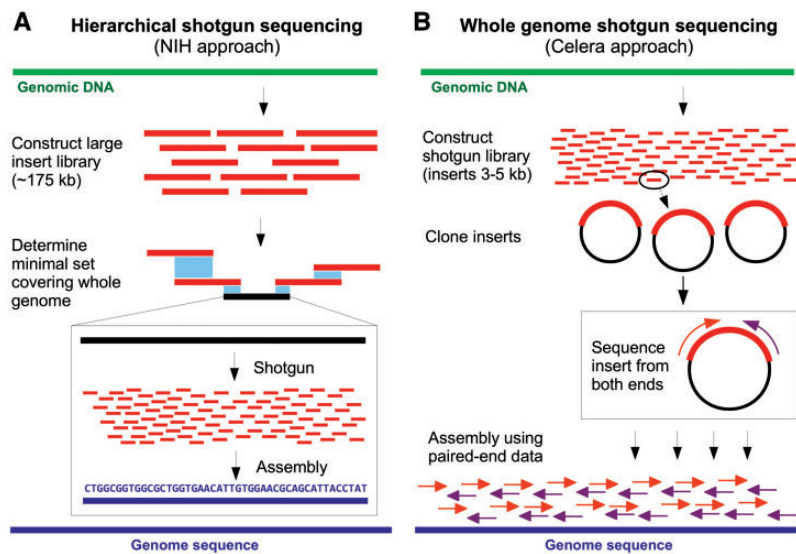 A
Hierarchical shotgun sequencing
(NIH approach)
Genomic DNA
Construct large
insert library
(~175 kb)
Determine
minimal set
covering whole
genome
Shotgun
Assembly
CTGGCGGTGGCGCTGGTGAACATTGTGGAACGCAGCATTACCTAT
Genome sequence
B
Whole genome shotgun sequencing
(Celera approach)
Genomic DNA
Construct
shotgun library
(inserts 3-5 kb)
Clone inserts
Sequence
insert from
both ends
Assembly using
paired-end data
Genome sequence